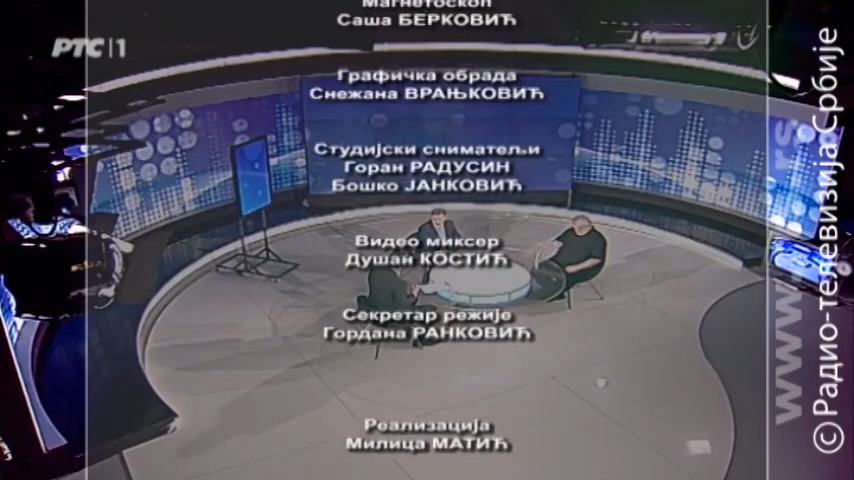 Магнетоскоп
Саша БЕРКОВИЋ
РТС|1
Графичка обрада
Снежана ВРАЊКОВИЋ
Студијски сниматељи
Горан РАДУСИН
Бошко ЈАНКОВИЋ
Видео миксер
Душан КОСТИЋ
Секретар режије
Гордана РАНКОВИЋ
Реализација
Милица МАТИЋ
© Радио-телевизија Србије